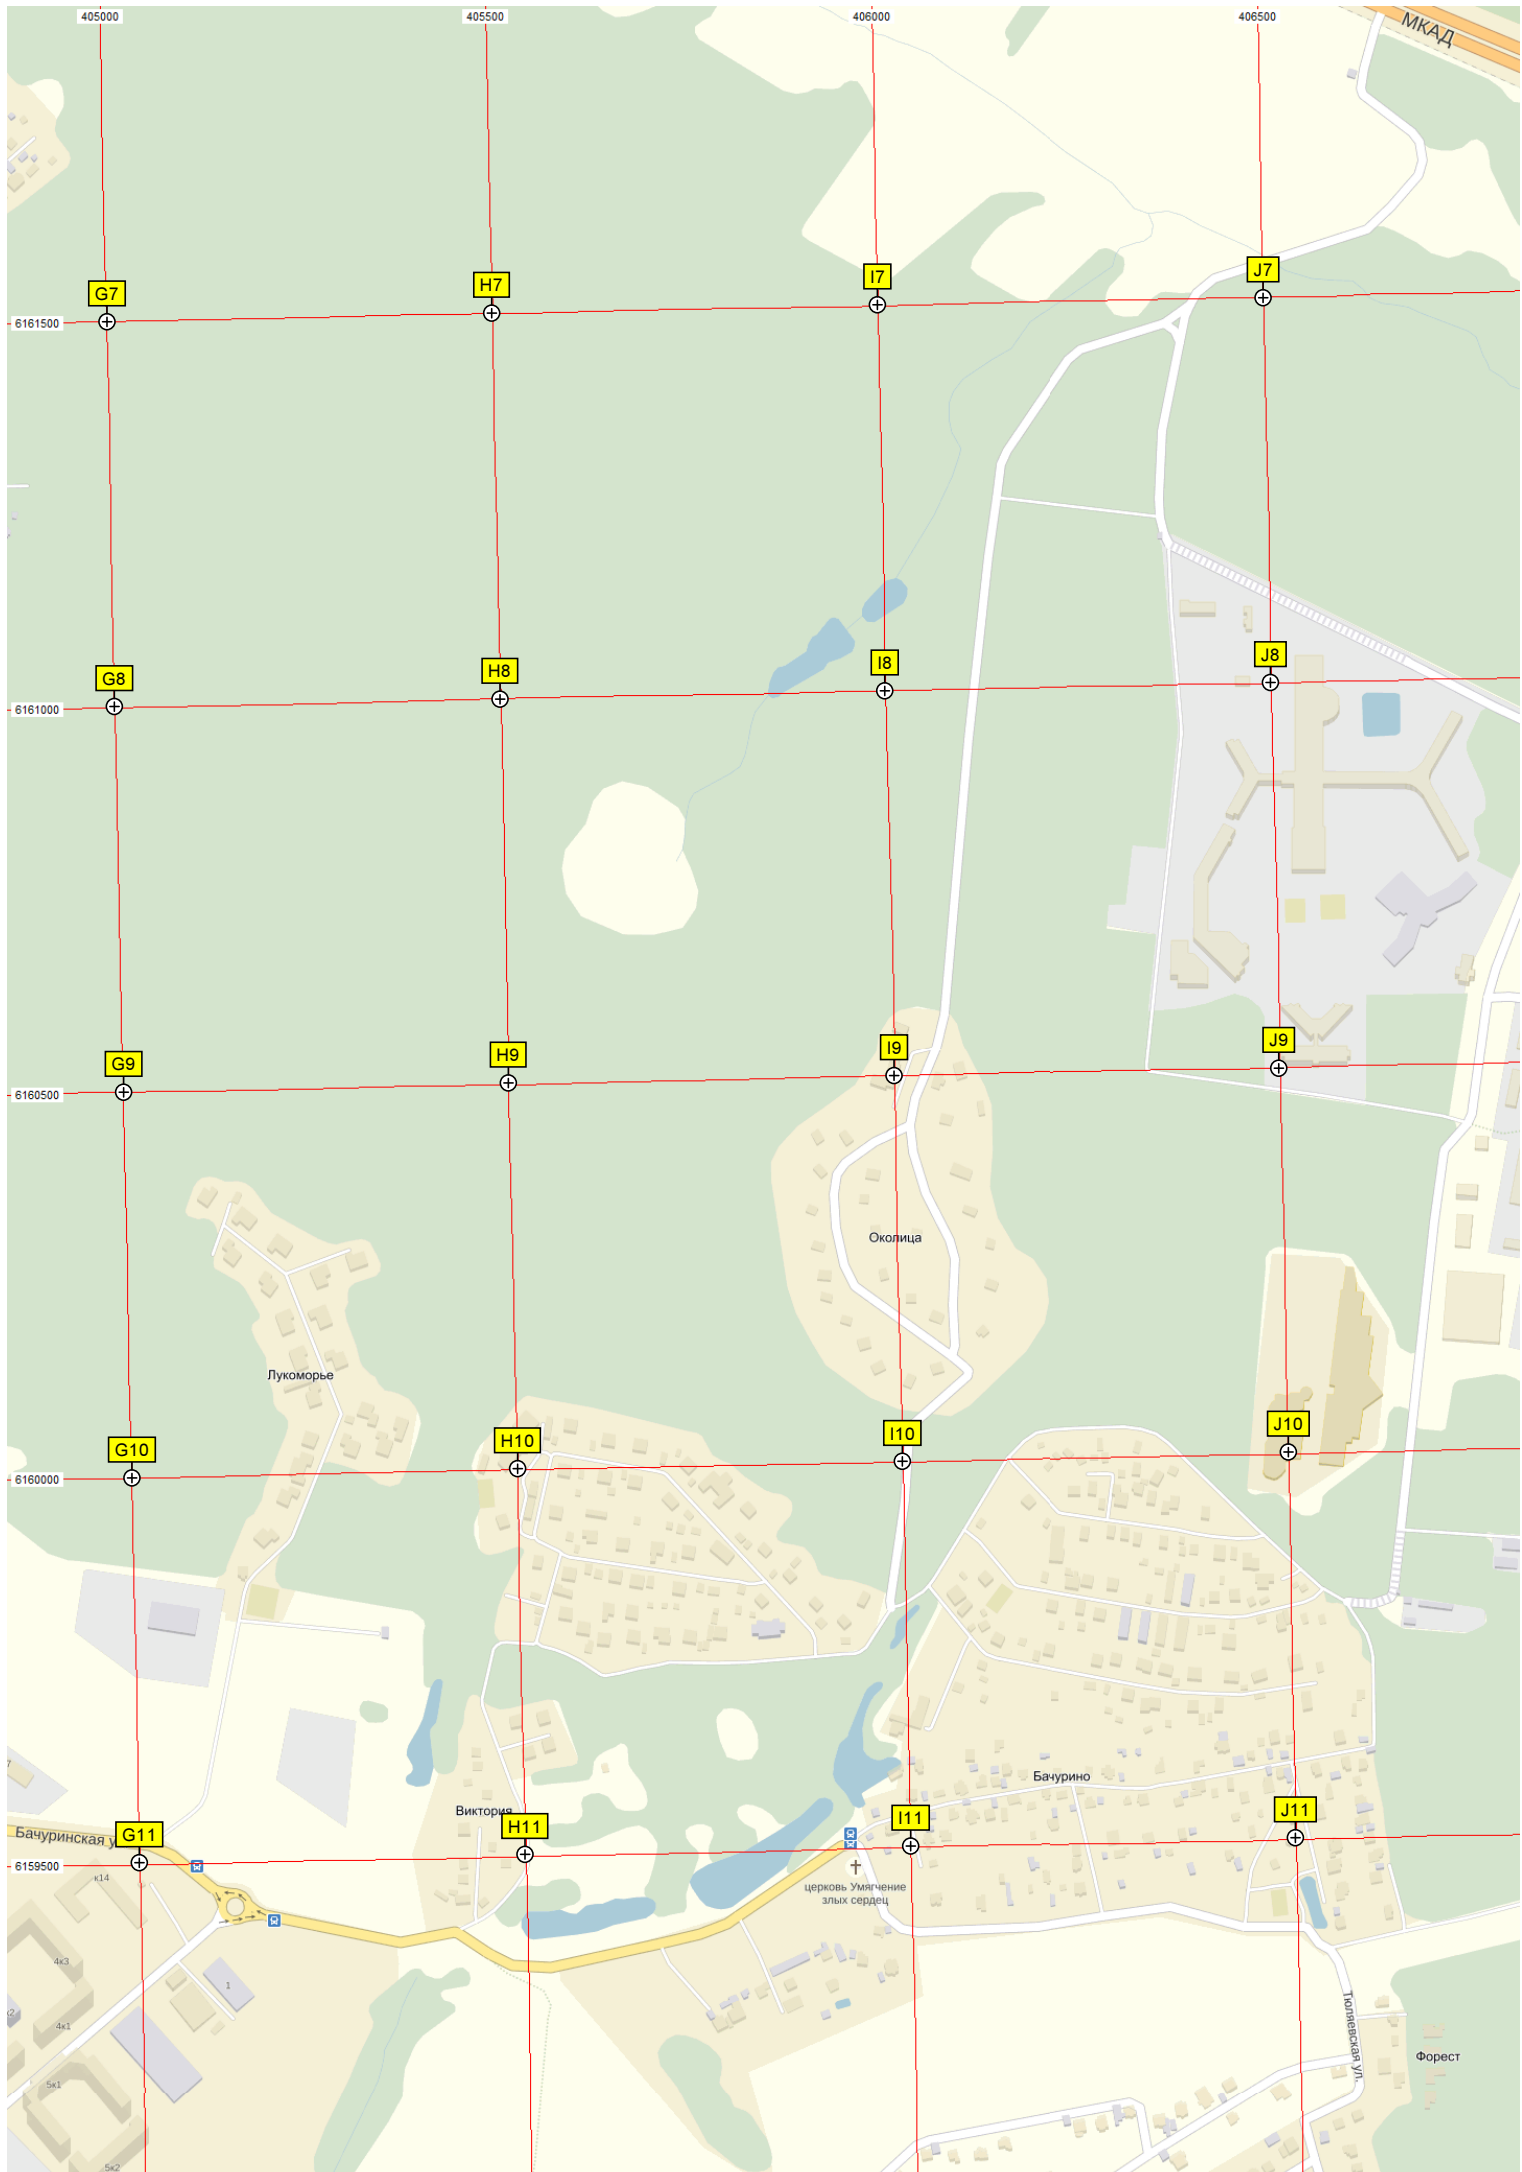 405000 405500 406000 406500
МКАД
G7 H7 I7 J7
6161500
G8 H8 I8 J8
6161000
G9 H9 I9 J9
6160500
Околица
Лукоморье
G10 H10 I10 J10
6160000
Бачурино
Виктория
7
Бачуринская у
G11 H11 I11 J11
6159500
к14
церковь Умягчение
злых сердец
4к3
1
к2
4к1
Тюляевская ул.
Форест
5к1
5к2